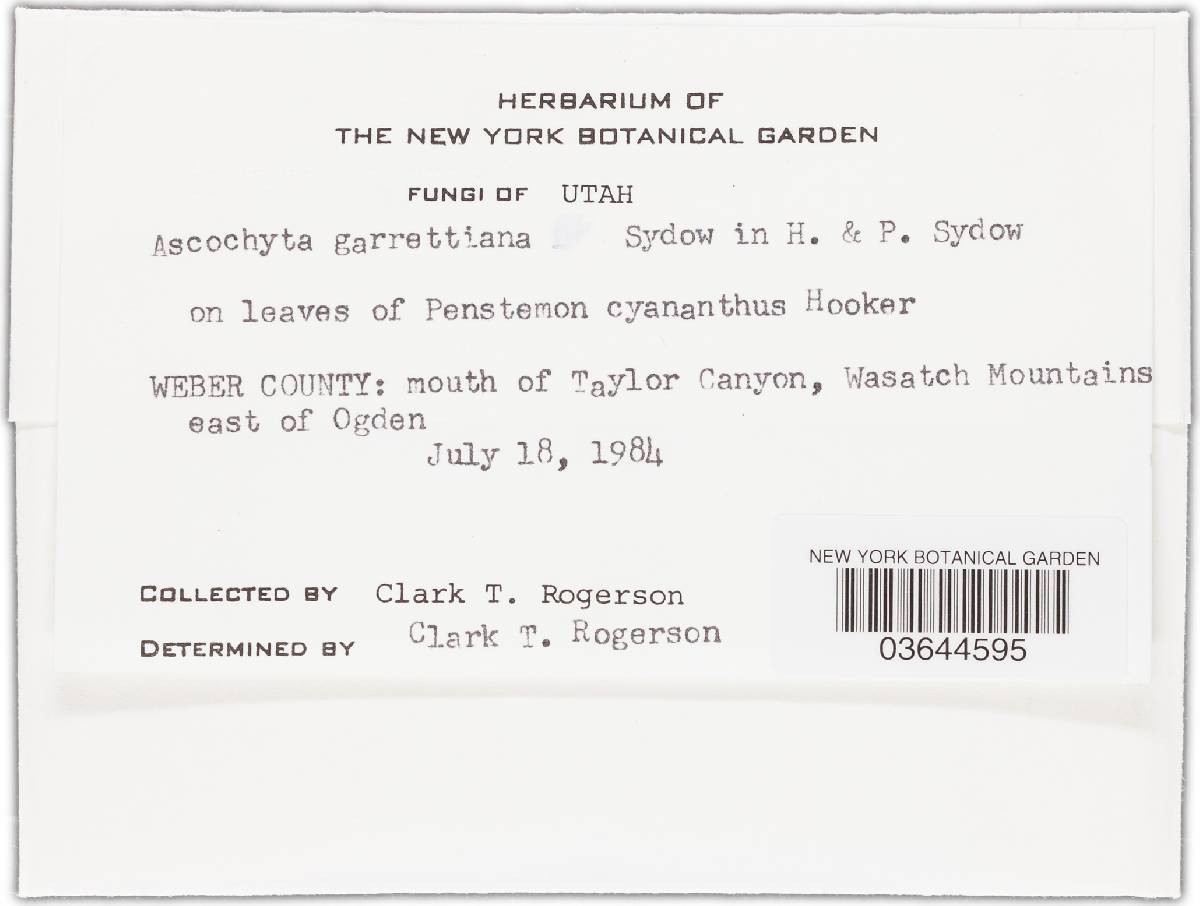 HERBARIUM OF
THE NEW YORK BOTANICAL GARDEN
FUNGI OF UTAH
Ascochyta garrettiana Sydow in H. & P. Sydow
on leaves of Penstemon cyananthus Hooker
WEBER COUNTY: mouth of Taylor Canyon, Wasatch Mountains
east of Ogden
July 18, 1984
COLLECTED BY Clark T. Rogerson
DETERMINED BY Clark T. Rogerson
NEW YORK BOTANICAL GARDEN
03644595